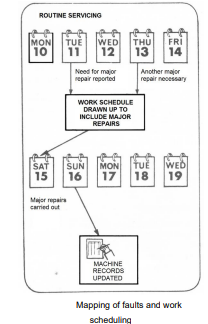 ROUTINE SERVICING
MON TUE WED THU FRI
10 11 12 13 14
Need for major
repair reported
Another major
repair necessary
WORK SCHEDULE
DRAWN UP TO
INCLUDE MAJOR
REPAIRS
SAT SUN MON TUE WED
15 16 17 18 19
Major repairs
carried out
MACHINE
RECORDS
UPDATED
Mapping of faults and work
scheduling